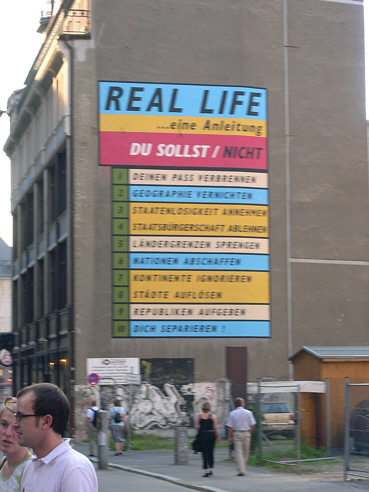 REAL LIFE
...eine Anleitung
DU SOLLST / NICHT
1 DEINEN PASS VERBRENNEN
2 GEOGRAPHIE VERNICHTEN
3 STAATENLOSIGKEIT ANNEHMEN
4 STAATSBÜRGERSCHAFT ABLEHNEN
5 LÄNDERGRENZEN SPRENGEN
6 NATIONEN ABSCHAFFEN
7 KONTINENTE IGNORIEREN
8 STÄDTE AUFLÖSEN
9 REPUBLIKEN AUFGEBEN
10 DICH SEPARIEREN !